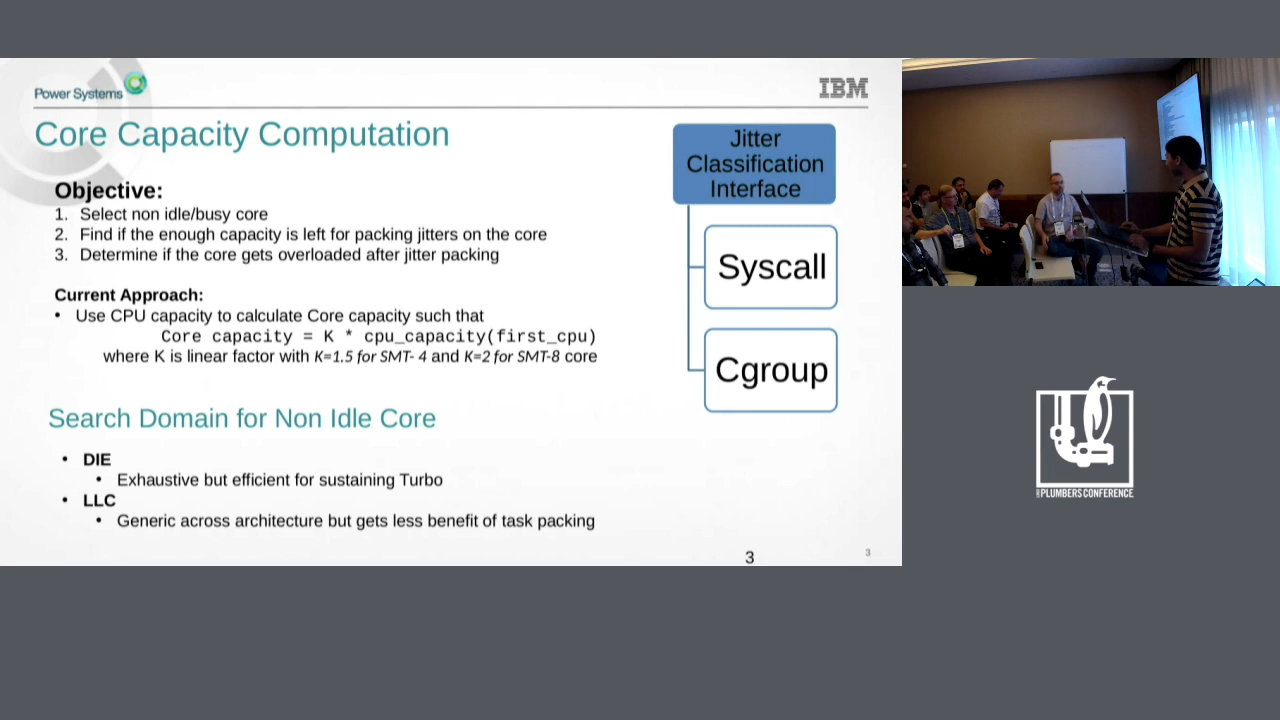 Power Systems
IBM
Core Capacity Computation
Objective:
1. Select non idle/busy core
2. Find if the enough capacity is left for packing jitters on the core
3. Determine if the core gets overloaded after jitter packing
Current Approach:
• Use CPU capacity to calculate Core capacity such that
Core capacity = K * cpu_capacity(first_cpu)
where K is linear factor with K=1.5 for SMT- 4 and K=2 for SMT-8 core
Jitter
Classification
Interface
Syscall
Cgroup
Search Domain for Non Idle Core
• DIE
• Exhaustive but efficient for sustaining Turbo
• LLC
• Generic across architecture but gets less benefit of task packing
3
3
PLUMBERS CONFERENCE